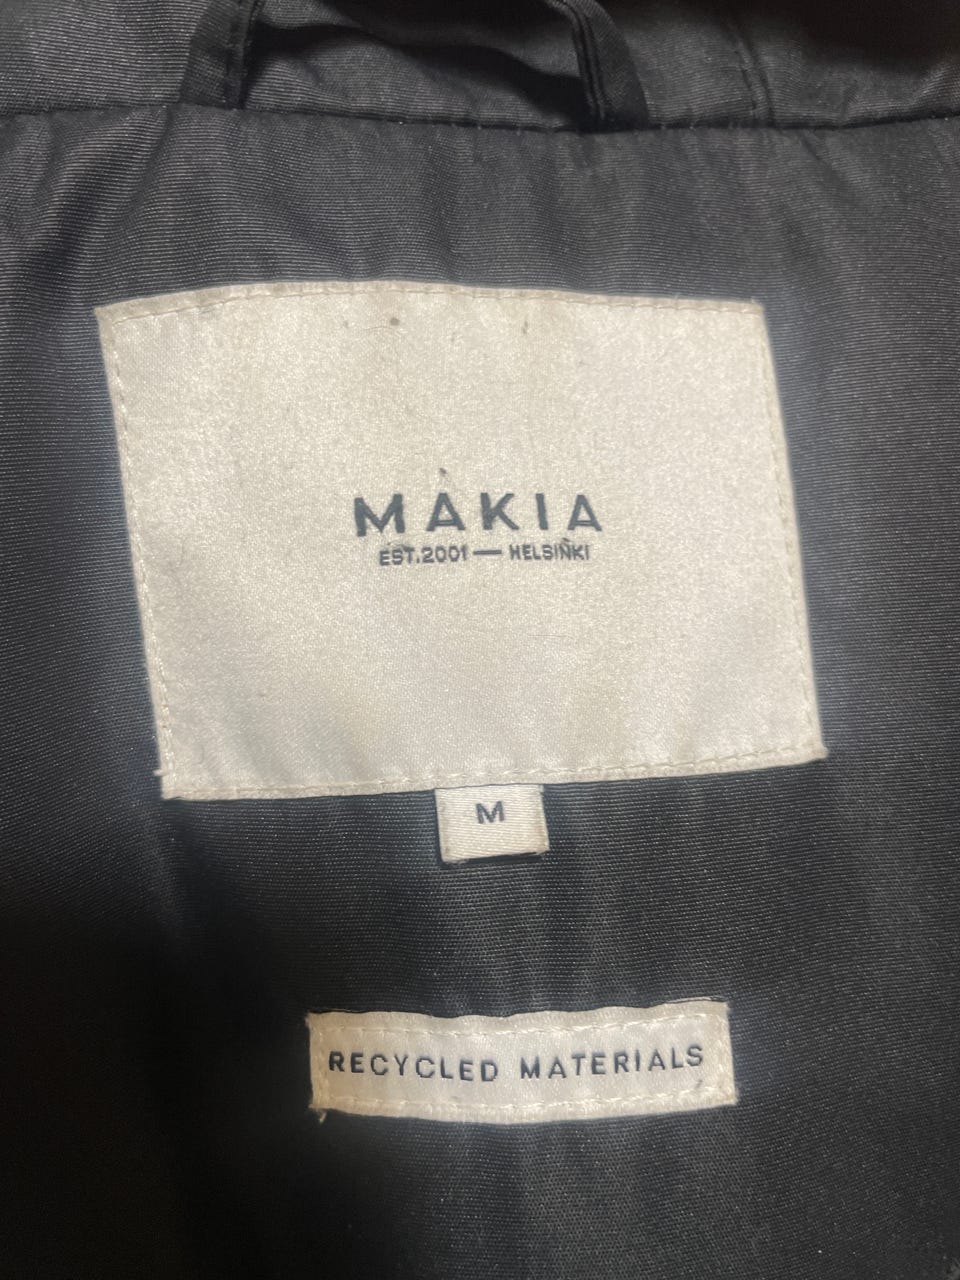 MAKIA
EST.2001 — HELSINKI
M
RECYCLED MATERIALS